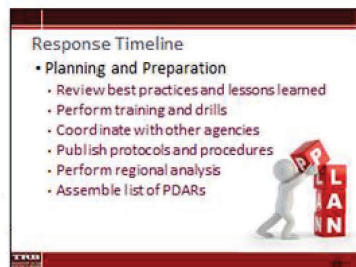 Response Timeline
• Planning and Preparation
• Review best practices and lessons learned
• Perform training and drills
• Coordinate with other agencies
• Publish protocols and procedures
• Perform regional analysis
• Assemble list of PDARs
P
P L
L A
A N
N
TRB